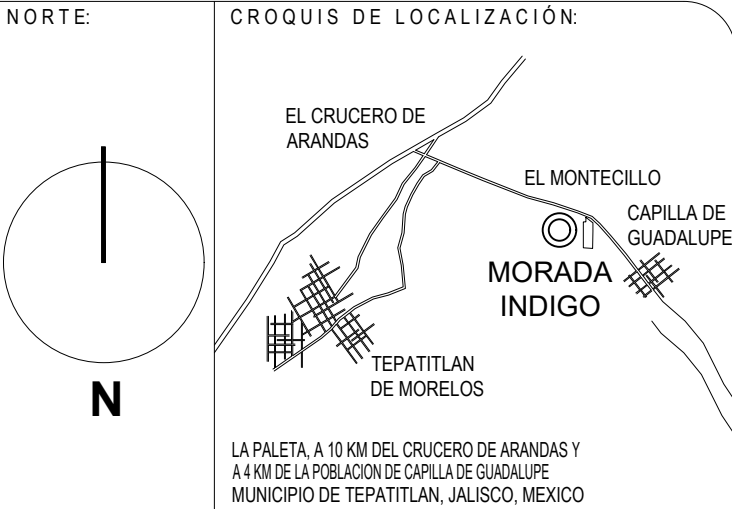 NORTE:
N
CROQUIS DE LOCALIZACIÓN:
EL CRUCERO DE
ARANDAS
EL MONTECILLO
CAPILLA DE
GUADALUPE
MORADA
INDIGO
TEPATITLAN
DE MORELOS
LA PALETA, A 10 KM DEL CRUCERO DE ARANDAS Y
A 4 KM DE LA POBLACION DE CAPILLA DE GUADALUPE
MUNICIPIO DE TEPATITLAN, JALISCO, MEXICO